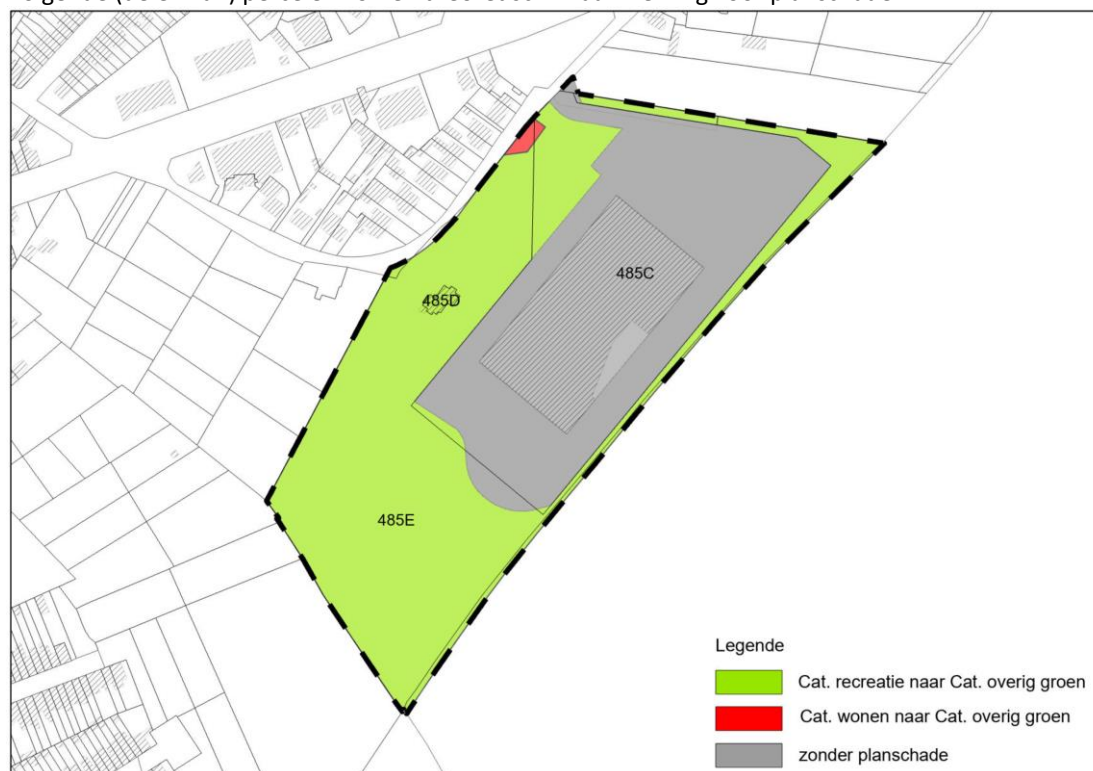 485C
485D
485E
Legende
Cat. recreatie naar Cat. overig groen
Cat. wonen naar Cat. overig groen
zonder planschade